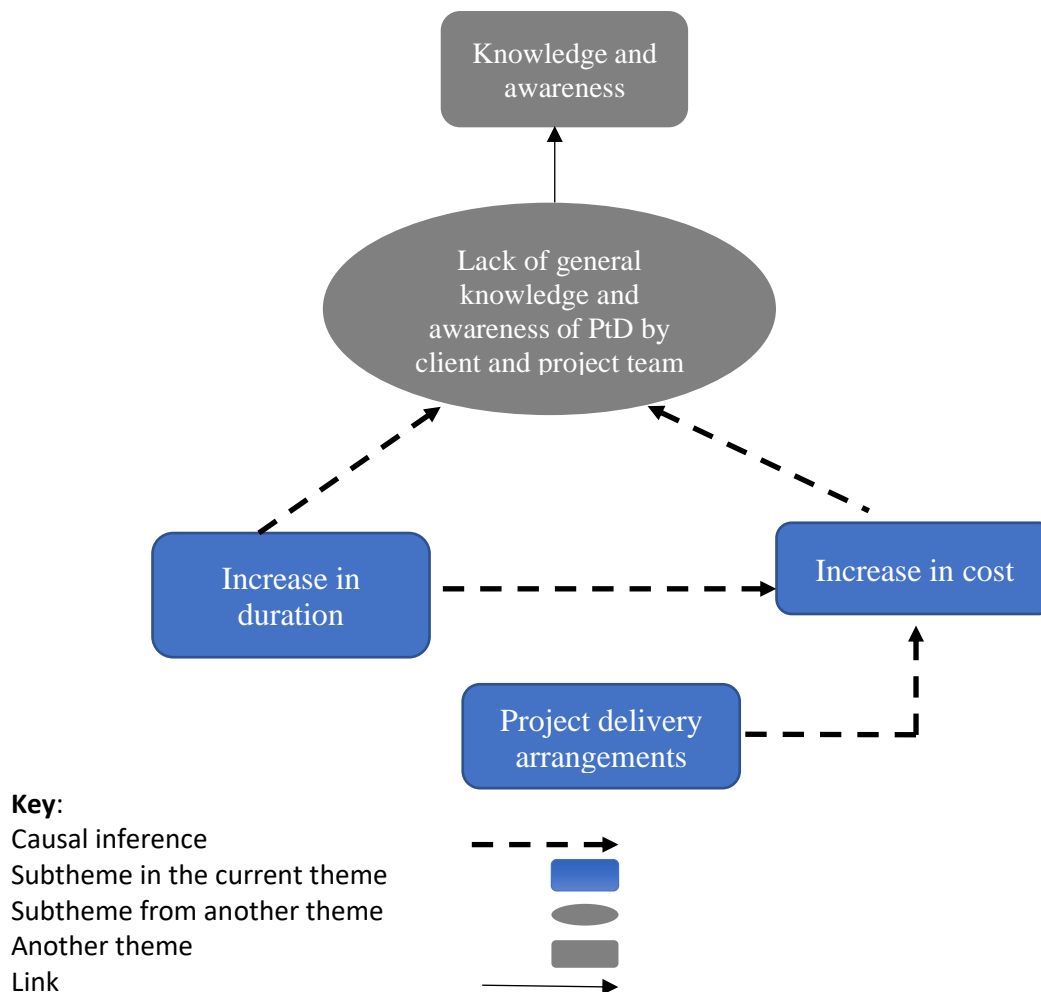 Knowledge and
awareness
Lack of general
knowledge and
awareness of PtD by
client and project team
Increase in
duration
Increase in cost
Project delivery
arrangements
Key:
Causal inference
Subtheme in the current theme
Subtheme from another theme
Another theme
Link